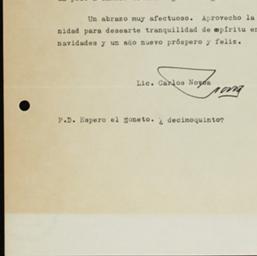 Un abrazo muy afectuoso. Aprovecho la
nidad para desearte tranquilidad de espíritu en
navidades y un año nuevo próspero y feliz.
Lic. Carlos Novoa
P.D. Espero el Soneto. ¿ decimoquinto?